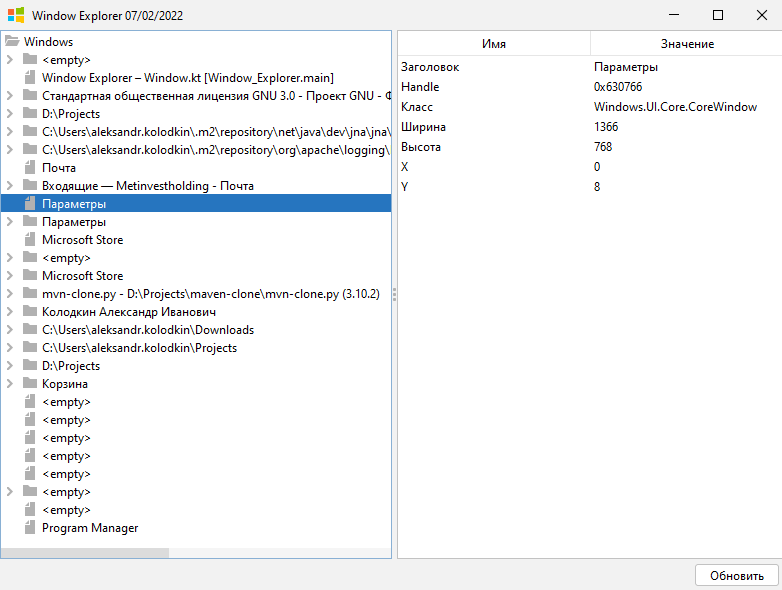 Window Explorer 07/02/2022
Windows
<empty>
Window Explorer – Window.kt [Window_Explorer.main]
Стандартная общественная лицензия GNU 3.0 - Проект GNU - Ф
D:\Projects
C:\Users\aleksandr.kolodkin\.m2\repository\net\java\dev\jna\jna\
C:\Users\aleksandr.kolodkin\.m2\repository\org\apache\logging\
Почта
Входящие — Metinvestholding - Почта
Параметры
Параметры
Microsoft Store
<empty>
Microsoft Store
mvn-clone.py - D:\Projects\maven-clone\mvn-clone.py (3.10.2)
Колодкин Александр Иванович
C:\Users\aleksandr.kolodkin\Downloads
C:\Users\aleksandr.kolodkin\Projects
D:\Projects
Корзина
<empty>
<empty>
<empty>
<empty>
<empty>
<empty>
<empty>
Program Manager
Имя Значение
Заголовок Параметры
Handle 0x630766
Класс Windows.UI.Core.CoreWindow
Ширина 1366
Высота 768
X 0
Y 8
Обновить